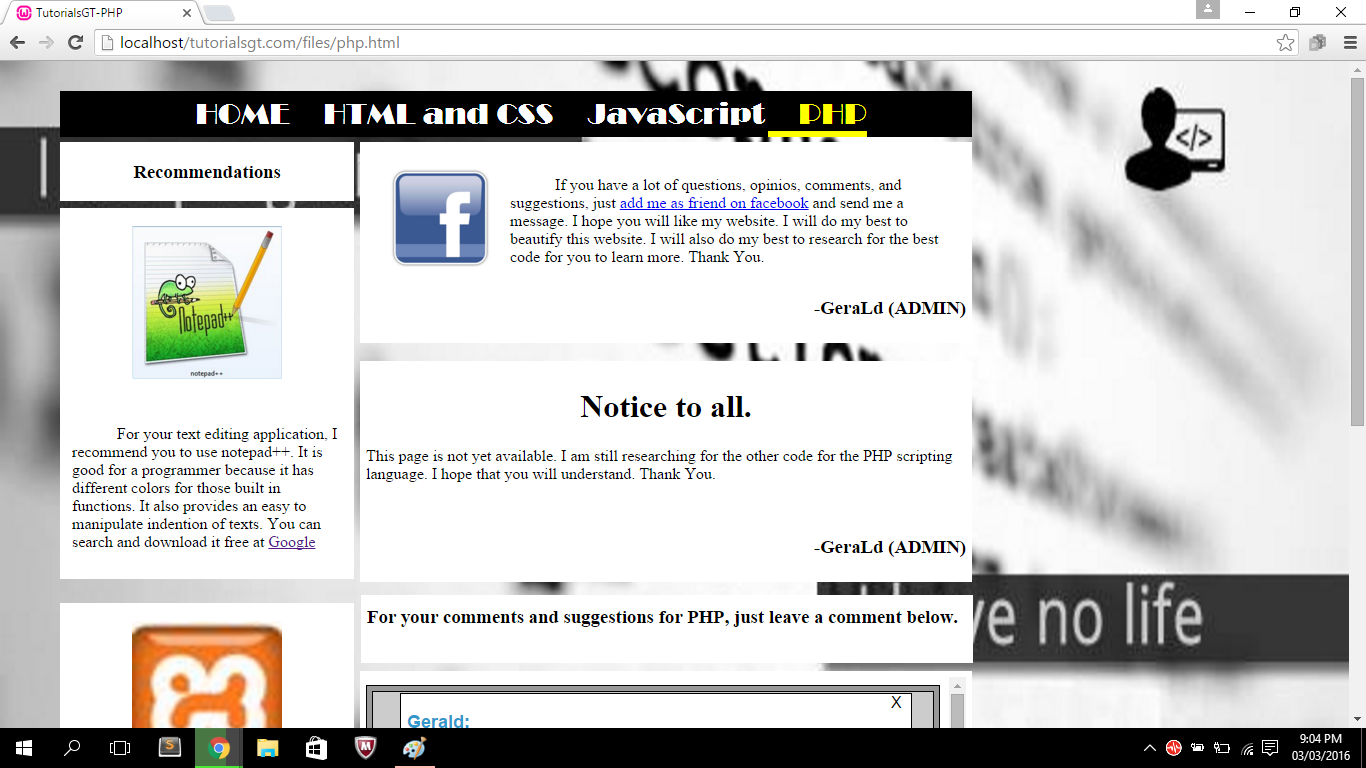 TutorialsGT-PHP
localhost/tutorialsgt.com/files/php.html
HOME HTML and CSS JavaScript PHP
</>
Recommendations
Notepad++
notepad++
For your text editing application, I
recommend you to use notepad++. It is
good for a programmer because it has
different colors for those built in
functions. It also provides an easy to
manipulate indention of texts. You can
search and download it free at Google
f
If you have a lot of questions, opinios, comments, and
suggestions, just add me as friend on facebook and send me a
message. I hope you will like my website. I will do my best to
beautify this website. I will also do my best to research for the best
code for you to learn more. Thank You.
-GeraLd (ADMIN)
Notice to all.
This page is not yet available. I am still researching for the other code for the PHP scripting
language. I hope that you will understand. Thank You.
-GeraLd (ADMIN)
For your comments and suggestions for PHP, just leave a comment below.
no life
X
Gerald:
9:04 PM
03/03/2016